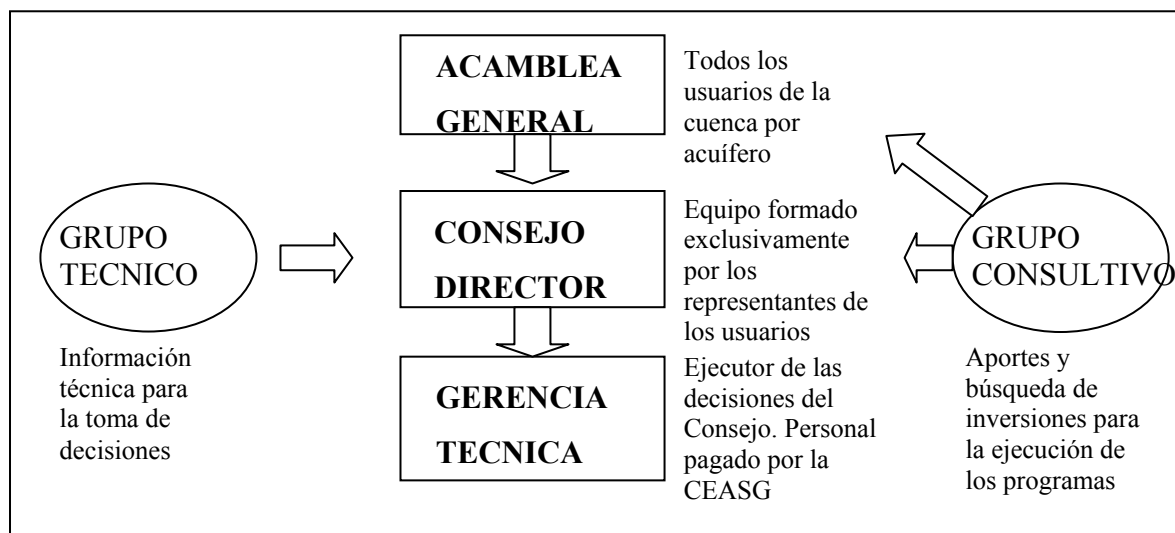 ACAMBLEA
GENERAL
Todos los
usuarios de la
cuenca por
acuífero
GRUPO
TECNICO
Información
técnica para
la toma de
decisiones
CONSEJO
DIRECTOR
Equipo formado
exclusivamente
por los
representantes de
los usuarios
GRUPO
CONSULTIVO
Aportes y
búsqueda de
inversiones para
la ejecución de
los programas
GERENCIA
TECNICA
Ejecutor de las
decisiones del
Consejo. Personal
pagado por la
CEASG